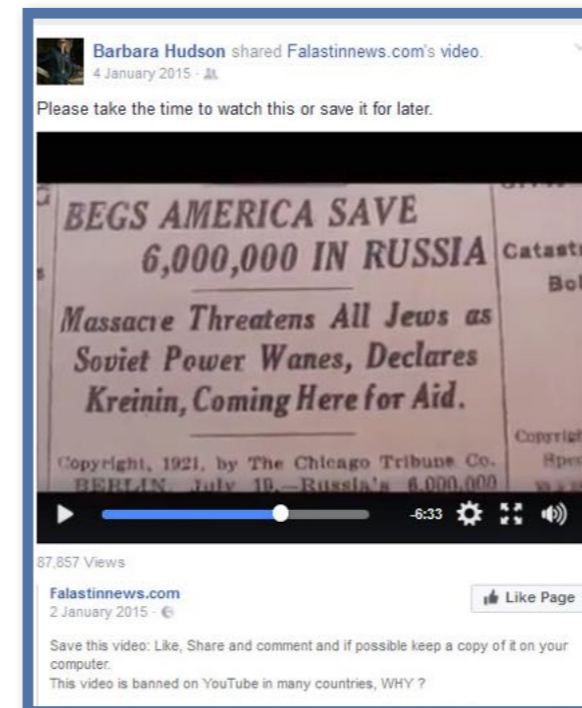 Barbara Hudson shared Falastinnews.com's video.
4 January 2015 ·
Please take the time to watch this or save it for later.
BEGS AMERICA SAVE
6,000,000 IN RUSSIA
Massacre Threatens All Jews as
Soviet Power Wanes, Declares
Kreinin, Coming Here for Aid.
Copyright, 1921, by The Chicago Tribune Co.
BERLIN, July 19.—Russia's 6,000,000
-6:33
87,857 Views
Falastinnews.com
2 January 2015 ·
Like Page
Save this video: Like, Share and comment and if possible keep a copy of it on your
computer.
This video is banned on YouTube in many countries, WHY ?